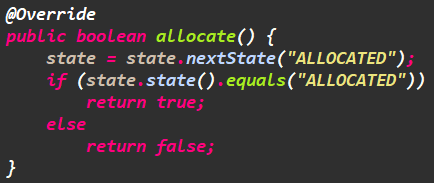 @Override
public boolean allocate() {
    state = state.nextState("ALLOCATED");
    if (state.state().equals("ALLOCATED"))
        return true;
    else
        return false;
}